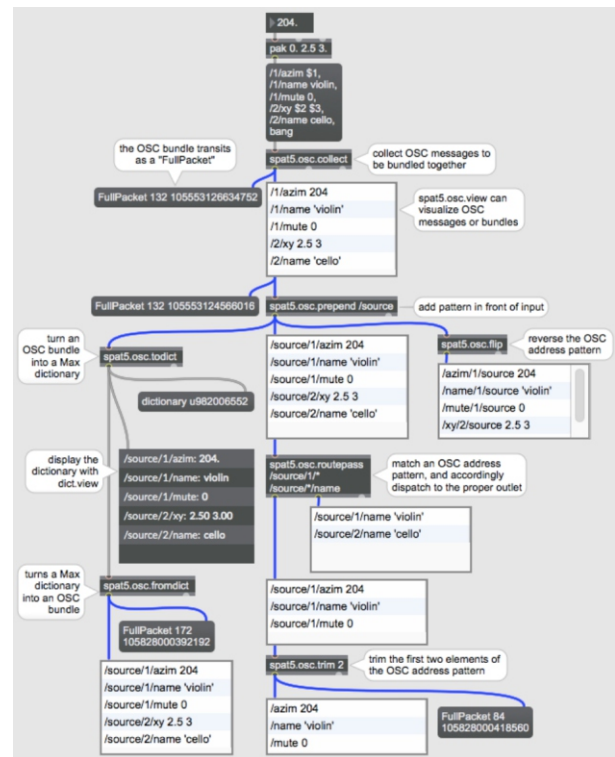 204.
pak 0. 2.5 3.
/1/azim $1,
/1/name violin,
/1/mute 0,
/2/xy $2 $3,
/2/name cello,
bang
the OSC bundle transits
as a "FullPacket"
spat5.osc.collect
collect OSC messages to
be bundled together
FullPacket 132 105553126634752
/1/azim 204
/1/name 'violin'
/1/mute 0
/2/xy 2.5 3
/2/name 'cello'
spat5.osc.view can
visualize OSC
messages or bundles
FullPacket 132 105553124566016
spat5.osc.prepend /source
add pattern in front of input
turn an
OSC bundle
into a Max
dictionary
spat5.osc.todict
dictionary u982006552
/source/1/azim 204
/source/1/name 'violin'
/source/1/mute 0
/source/2/xy 2.5 3
/source/2/name 'cello'
spat5.osc.flip
reverse the OSC
address pattern
/azim/1/source 204
/name/1/source 'violin'
/mute/1/source 0
/xy/2/source 2.5 3
display the
dictionary with
dict.view
/source/1/azim: 204.
/source/1/name: violin
/source/1/mute: 0
/source/2/xy: 2.50 3.00
/source/2/name: cello
spat5.osc.routepass
/source/1/*
/source/*/name
match an OSC address
pattern, and accordingly
dispatch to the proper outlet
/source/1/name 'violin'
/source/2/name 'cello'
turns a Max
dictionary
into an OSC
bundle
spat5.osc.fromdict
FullPacket 172
105828000392192
/source/1/azim 204
/source/1/name 'violin'
/source/1/mute 0
/source/2/xy 2.5 3
/source/2/name 'cello'
/source/1/azim 204
/source/1/name 'violin'
/source/1/mute 0
spat5.osc.trim 2
trim the first two elements of
the OSC address pattern
/azim 204
/name 'violin'
/mute 0
FullPacket 84
105828000418560